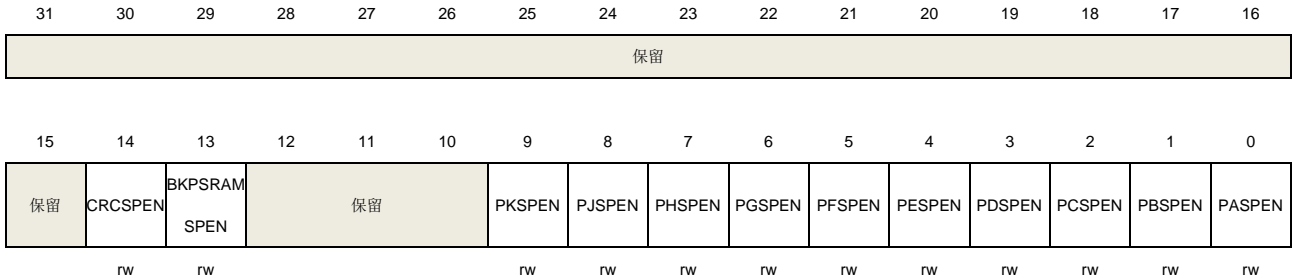 31 30 29 28 27 26 25 24 23 22 21 20 19 18 17 16
保留
15 14 13 12 11 10 9 8 7 6 5 4 3 2 1 0
保留 CRCSPEN BKPSRAM SPEN 保留 PKSPEN PJSPEN PHSPEN PGSPEN PFSPEN PESPEN PDSPEN PCSPEN PBSPEN PASPEN
rw rw rw rw rw rw rw rw rw rw rw rw